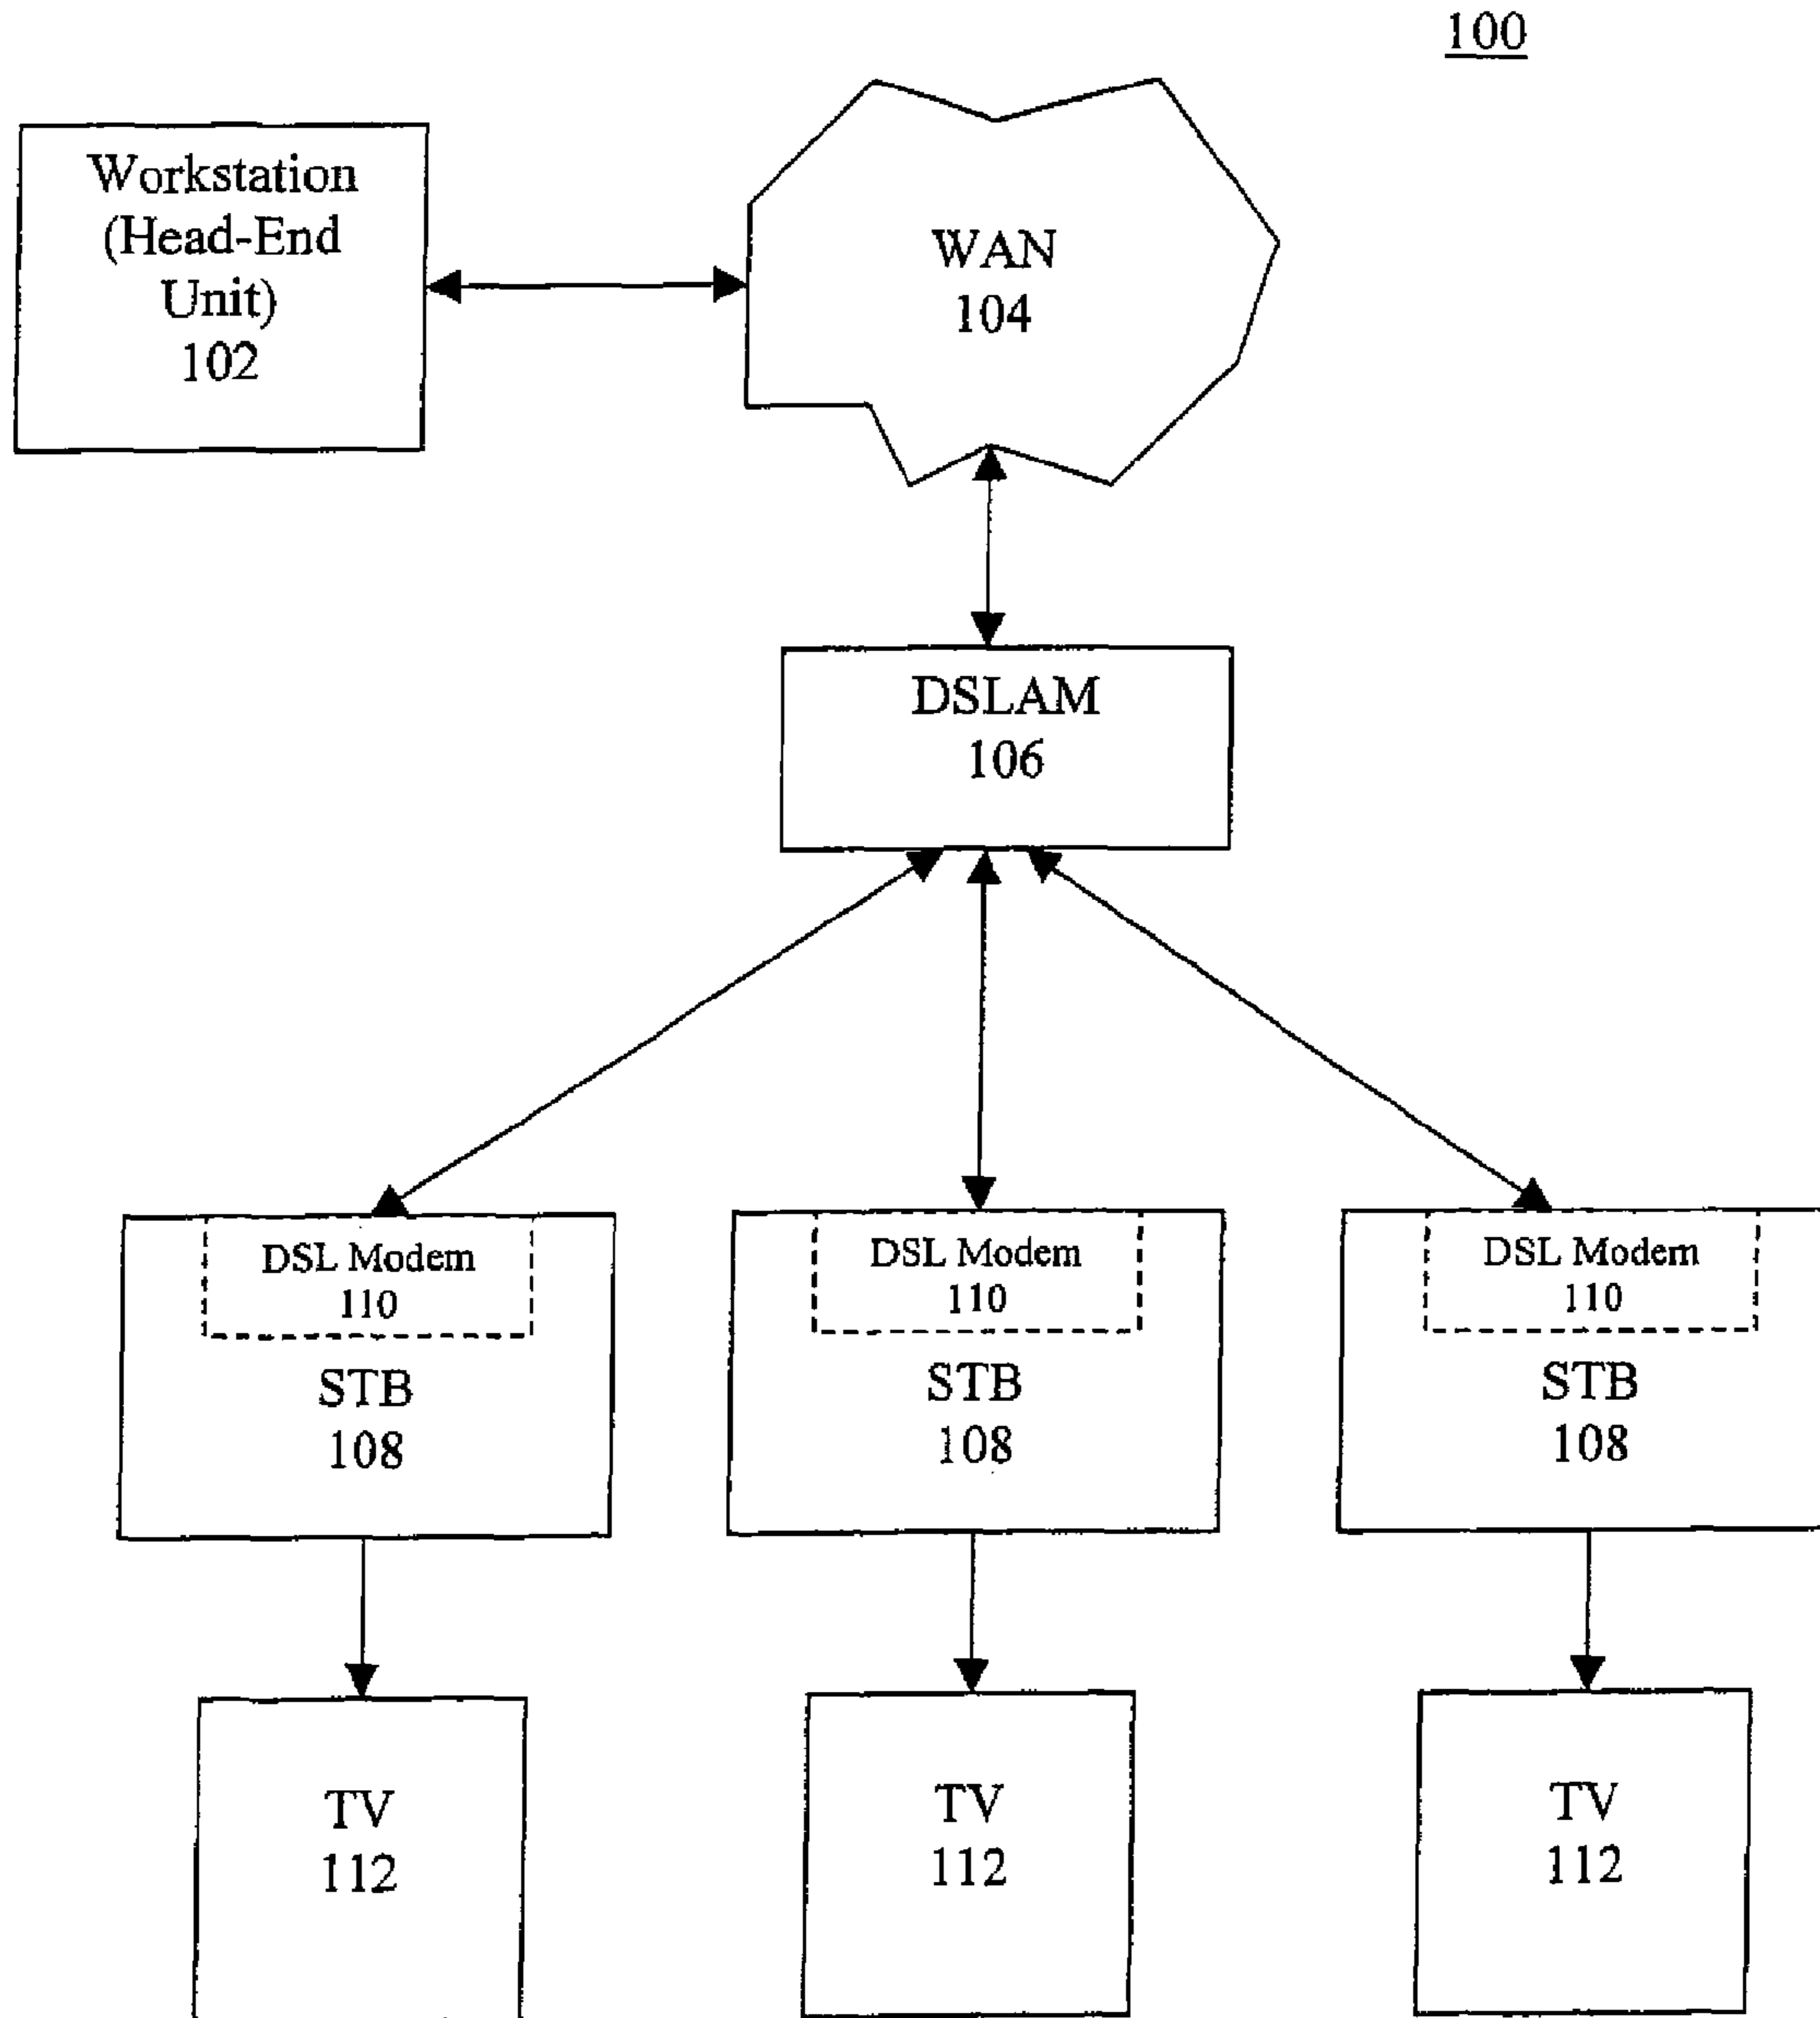 100
Workstation
(Head-End
Unit)
102
WAN
104
DSLAM
106
DSL Modem
110
STB
108
DSL Modem
110
STB
108
DSL Modem
110
STB
108
TV
112
TV
112
TV
112